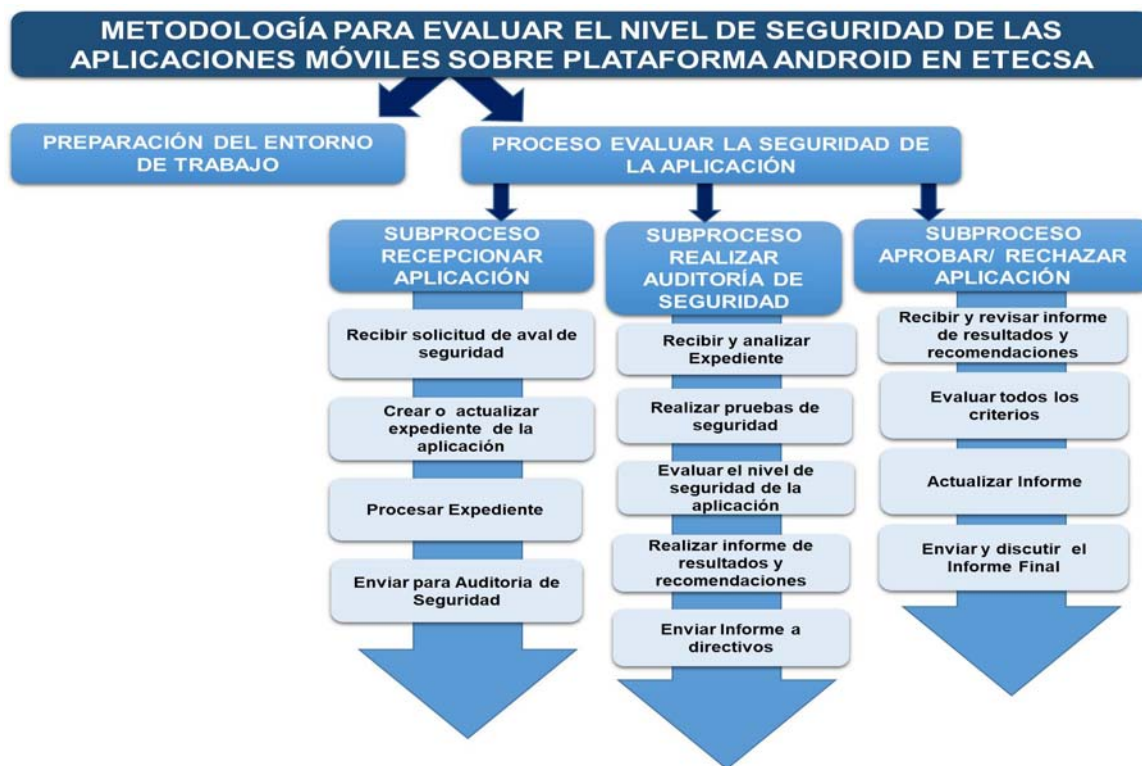 METODOLOGÍA PARA EVALUAR EL NIVEL DE SEGURIDAD DE LAS
APLICACIONES MÓVILES SOBRE PLATAFORMA ANDROID EN ETECSA
PREPARACIÓN DEL ENTORNO
DE TRABAJO
PROCESO EVALUAR LA SEGURIDAD DE
LA APLICACIÓN
SUBPROCESO
RECEPCIONAR
APLICACIÓN
Recibir solicitud de aval de
seguridad
Crear o actualizar
expediente de la
aplicación
Procesar Expediente
Enviar para Auditoria de
Seguridad
SUBPROCESO
REALIZAR
AUDITORÍA DE
SEGURIDAD
Recibir y analizar
Expediente
Realizar pruebas de
seguridad
Evaluar el nivel de
seguridad de la
aplicación
Realizar informe de
resultados y
recomendaciones
Enviar Informe a
directivos
SUBPROCESO
APROBAR/ RECHAZAR
APLICACIÓN
Recibir y revisar informe
de resultados y
recomendaciones
Evaluar todos los
criterios
Actualizar Informe
Enviar y discutir el
Informe Final